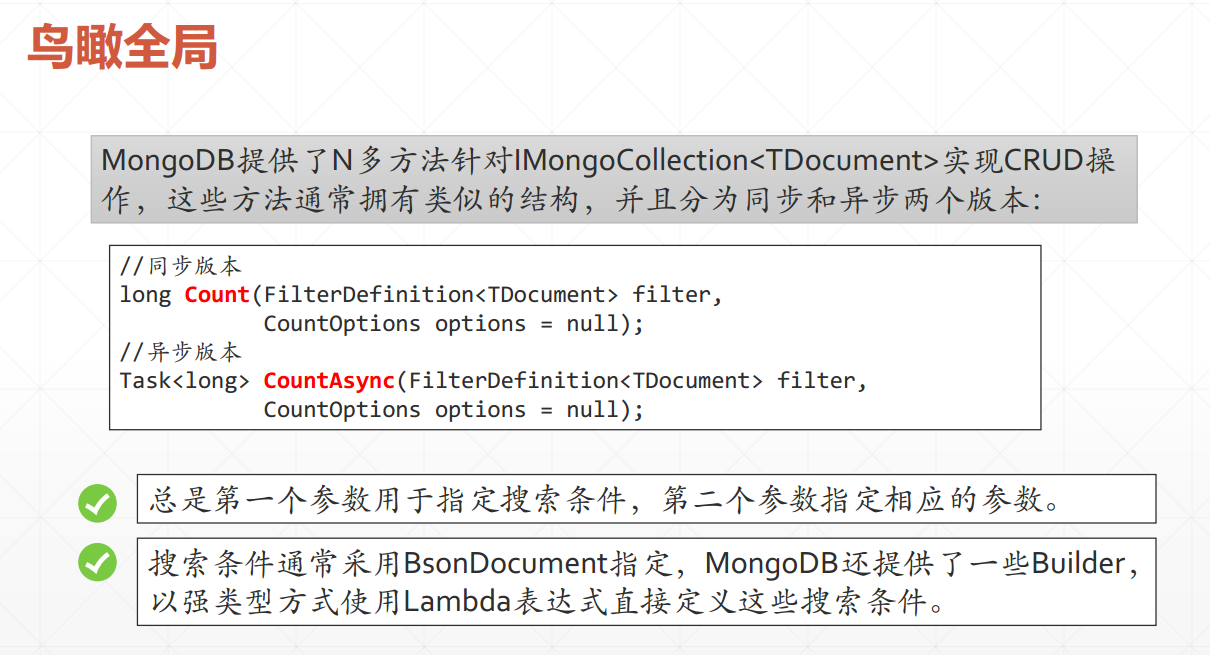 鸟瞰全局
MongoDB提供了N多方法针对IMongoCollection<TDocument>实现CRUD操
作，这些方法通常拥有类似的结构，并且分为同步和异步两个版本：
//同步版本
long Count(FilterDefinition<TDocument> filter,
CountOptions options = null);
//异步版本
Task<long> CountAsync(FilterDefinition<TDocument> filter,
CountOptions options = null);
总是第一个参数用于指定搜索条件，第二个参数指定相应的参数。
搜索条件通常采用BsonDocument指定，MongoDB还提供了一些Builder，
以强类型方式使用Lambda表达式直接定义这些搜索条件。